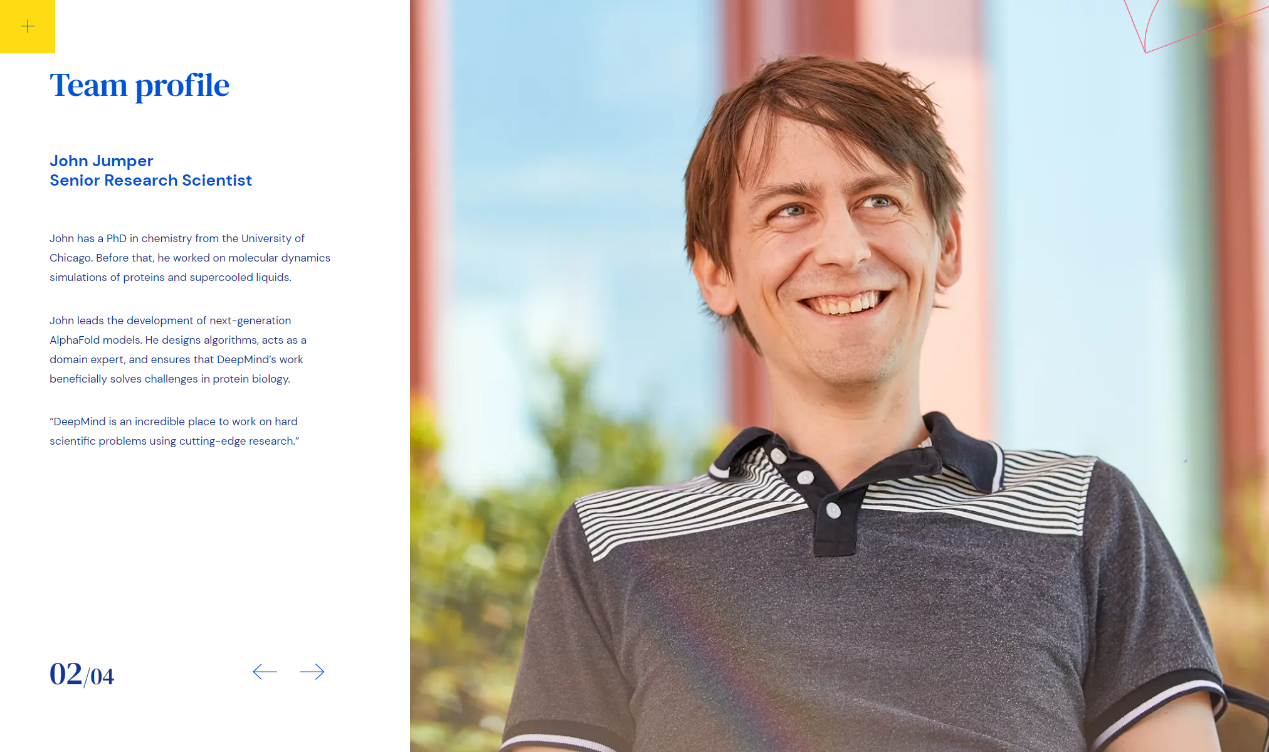 Team profile
John Jumper
Senior Research Scientist
John has a PhD in chemistry from the University of
Chicago. Before that, he worked on molecular dynamics
simulations of proteins and supercooled liquids.
John leads the development of next-generation
AlphaFold models. He designs algorithms, acts as a
domain expert, and ensures that DeepMind’s work
beneficially solves challenges in protein biology.
“DeepMind is an incredible place to work on hard
scientific problems using cutting-edge research.”
02/04